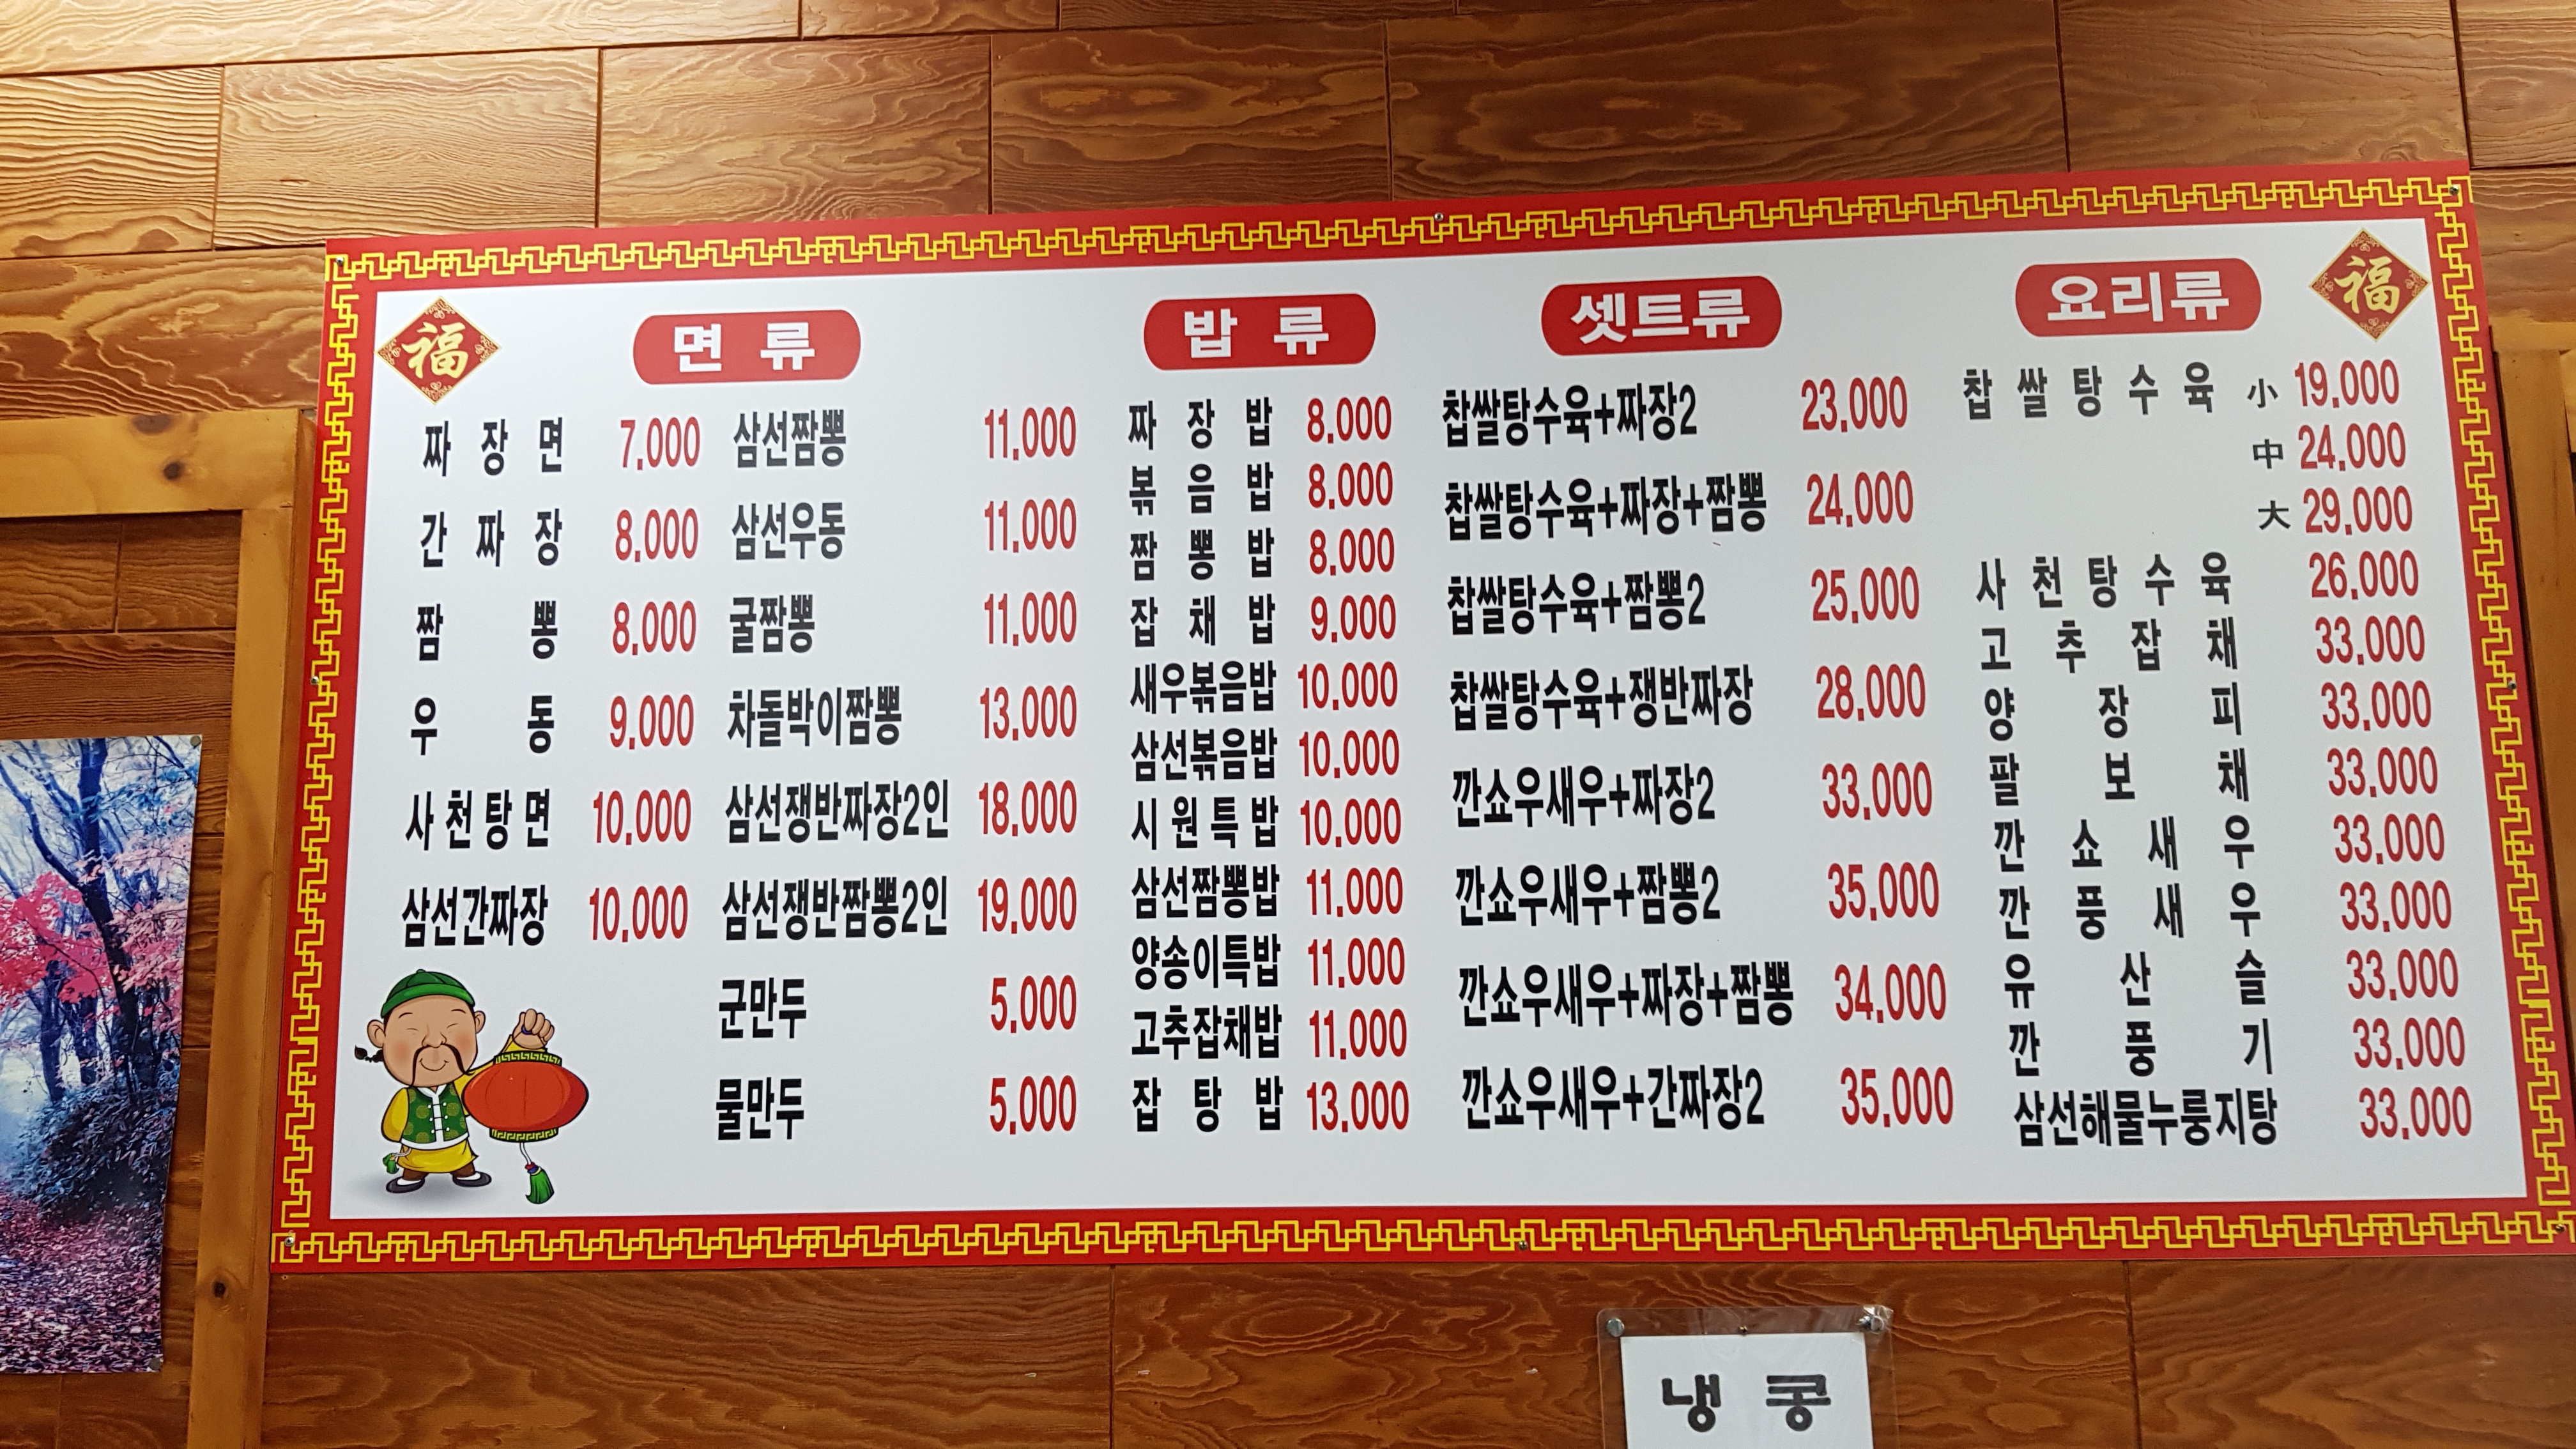 福
면 류
짜 장 면 7.000
간 짜 장 8.000
짬 뽕 8.000
우 동 9.000
사 천 탕 면 10.000
삼선간짜장 10.000
삼선짬뽕 11.000
삼선우동 11.000
굴짬뽕 11.000
차돌박이짬뽕 13.000
삼선쟁반짜장2인 18.000
삼선쟁반짬뽕2인 19.000
군만두 5.000
물만두 5.000
밥 류
짜 장 밥 8.000
볶 음 밥 8.000
짬 뽕 밥 8.000
잡 채 밥 9.000
새우볶음밥 10.000
삼선볶음밥 10.000
시 원 특 밥 10.000
삼선짬뽕밥 11.000
양송이특밥 11.000
고추잡채밥 11.000
잡 탕 밥 13.000
셋트류
찹쌀탕수육+짜장2 23.000
찹쌀탕수육+짜장+짬뽕 24.000
찹쌀탕수육+짬뽕2 25.000
찹쌀탕수육+쟁반짜장 28.000
깐쇼우새우+짜장2 33.000
깐쇼우새우+짬뽕2 35.000
깐쇼우새우+짜장+짬뽕 34.000
깐쇼우새우+간짜장2 35.000
요리류
福
찹 쌀 탕 수 육 小 19.000
中 24.000
大 29.000
사 천 탕 수 육 26.000
고 추 잡 채 33.000
양 장 피 33.000
팔 보 채 33.000
깐 쇼 새 우 33.000
깐 풍 새 우 33.000
유 산 슬 33.000
깐 풍 기 33.000
삼선해물누룽지탕 33.000
냉 콩